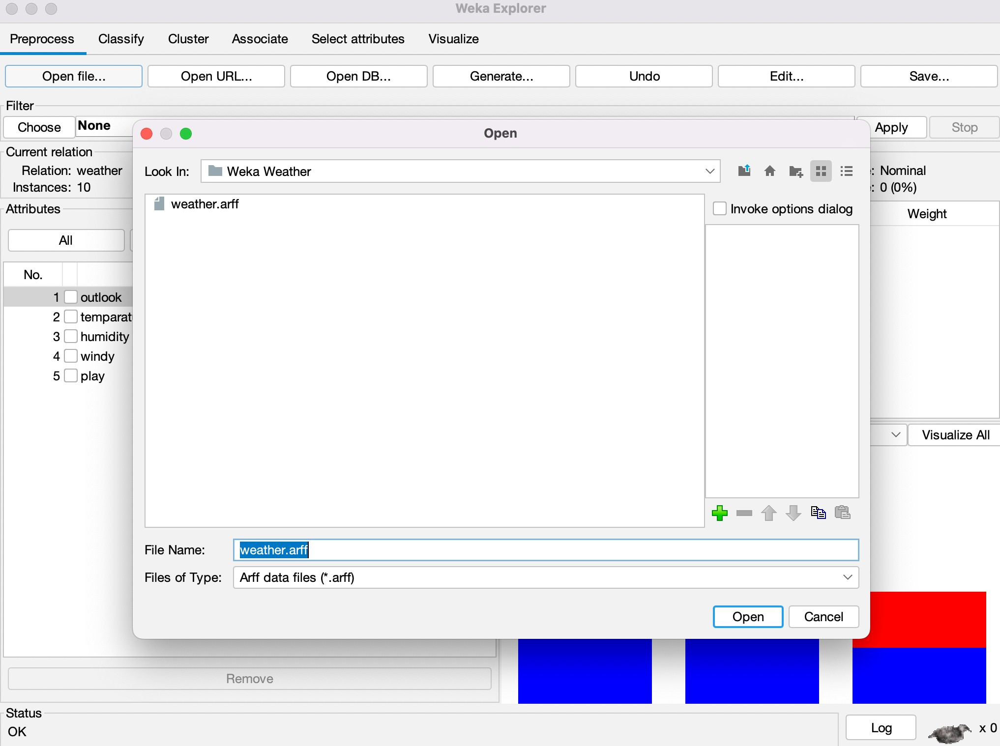 Weka Explorer
Preprocess Classify Cluster Associate Select attributes Visualize
Open file... Open URL... Open DB... Generate... Undo Edit... Save...
Filter
Choose None Apply Stop
Open
Current relation
Relation: weather
Instances: 10
Look In: Weka Weather
: Nominal
: 0 (0%)
weather.arff
Invoke options dialog
Attributes
Weight
All
No.
1 outlook
2 temparat
3 humidity
4 windy
5 play
Visualize All
File Name: weather.arff
Files of Type: Arff data files (*.arff)
Open Cancel
Remove
Status
OK
Log x 0